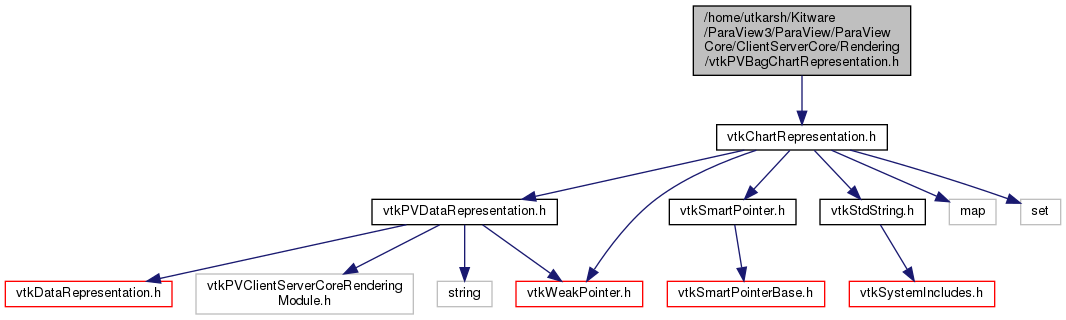 /home/utkarsh/Kitware
/ParaView3/ParaView/ParaView
Core/ClientServerCore/Rendering
/vtkPVBagChartRepresentation.h
vtkChartRepresentation.h
vtkPVDataRepresentation.h
vtkSmartPointer.h
vtkStdString.h
map
set
vtkDataRepresentation.h
vtkPVClientServerCoreRendering
Module.h
string
vtkWeakPointer.h
vtkSmartPointerBase.h
vtkSystemIncludes.h